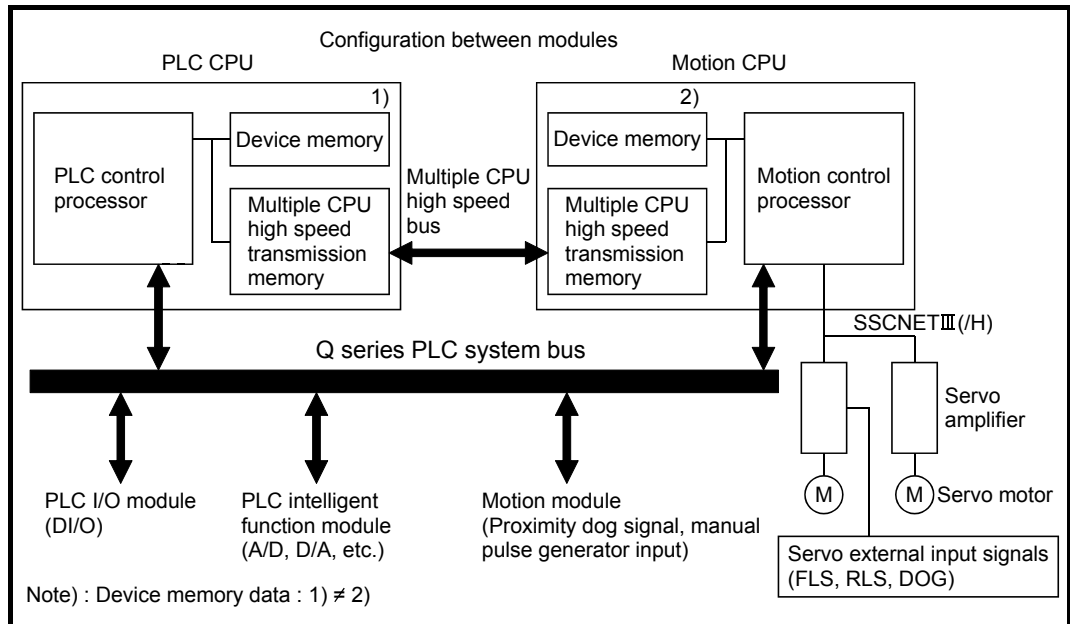 Configuration between modules
PLC CPU
Motion CPU
1)
Device memory
PLC control
processor
Multiple CPU
high speed
transmission
memory
Multiple CPU
high speed
bus
2)
Device memory
Multiple CPU
high speed
transmission
memory
Motion control
processor
SSCNETⅢ(/H)
Q series PLC system bus
Servo
amplifier
M
M
Servo motor
PLC I/O module
(DI/O)
PLC intelligent
function module
(A/D, D/A, etc.)
Motion module
(Proximity dog signal, manual
pulse generator input)
Servo external input signals
(FLS, RLS, DOG)
Note) : Device memory data : 1) ≠ 2)